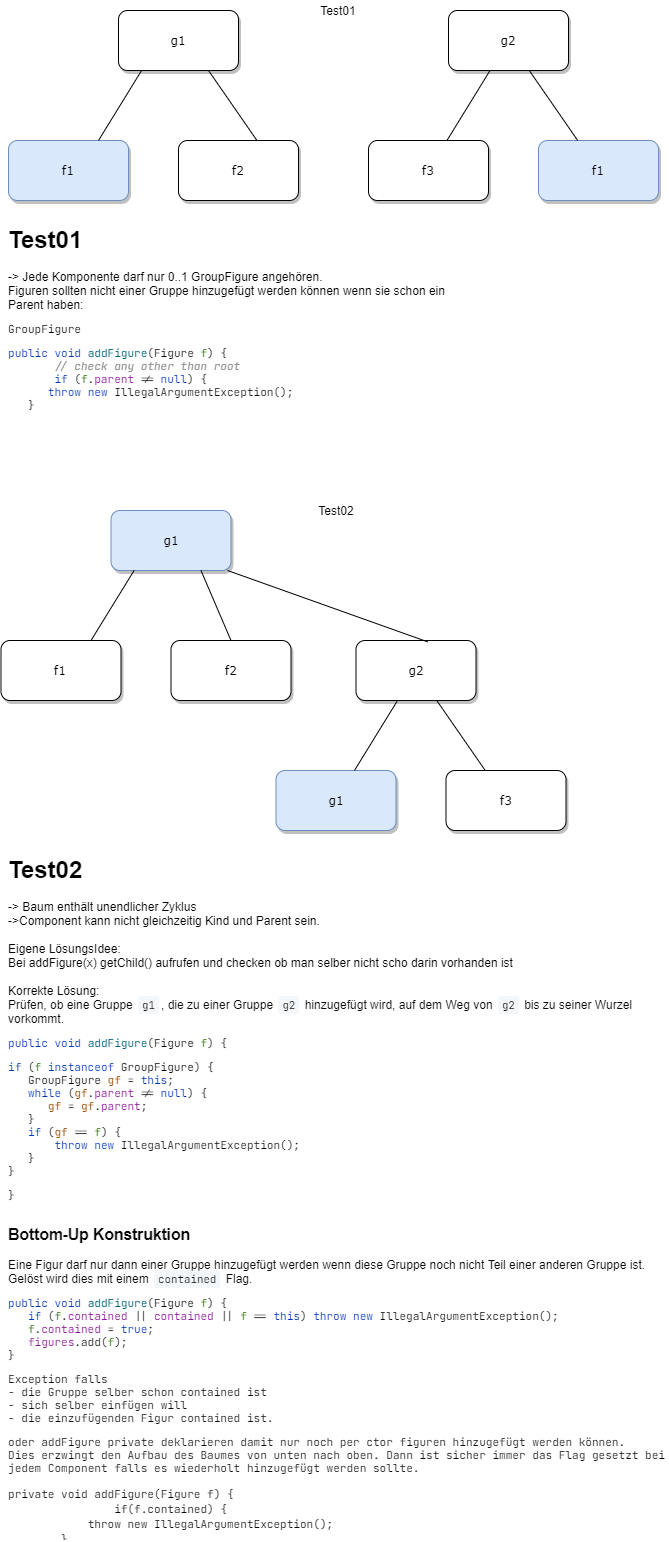 Test01
g1
g2
f1
f2
f3
f1
Test01
-> Jede Komponente darf nur 0..1 GroupFigure angehören.
Figuren sollten nicht einer Gruppe hinzugefügt werden können wenn sie schon ein
Parent haben:
GroupFigure
public void addFigure(Figure f) {
// check any other than root
if (f.parent ≠ null) {
throw new IllegalArgumentException();
}
Test02
g1
f1
f2
g2
g1
f3
Test02
-> Baum enthält unendlicher Zyklus
->Component kann nicht gleichzeitig Kind und Parent sein.
Eigene LösungsIdee:
Bei addFigure(x) getChild() aufrufen und checken ob man selber nicht scho darin vorhanden ist
Korrekte Lösung:
Prüfen, ob eine Gruppe g1 , die zu einer Gruppe g2 hinzugefügt wird, auf dem Weg von g2 bis zu seiner Wurzel
vorkommt.
public void addFigure(Figure f) {
if (f instanceof GroupFigure) {
GroupFigure gf = this;
while (gf.parent ≠ null) {
gf = gf.parent;
}
if (gf == f) {
throw new IllegalArgumentException();
}
}
}
Bottom-Up Konstruktion
Eine Figur darf nur dann einer Gruppe hinzugefügt werden wenn diese Gruppe noch nicht Teil einer anderen Gruppe ist.
Gelöst wird dies mit einem contained Flag.
public void addFigure(Figure f) {
if (f.contained || contained || f == this) throw new IllegalArgumentException();
f.contained = true;
figures.add(f);
}
Exception falls
- die Gruppe selber schon contained ist
- sich selber einfügen will
- die einzufügenden Figur contained ist.
oder addFigure private deklarieren damit nur noch per ctor figuren hinzugefügt werden können.
Dies erzwingt den Aufbau des Baumes von unten nach oben. Dann ist sicher immer das Flag gesetzt bei
jedem Component falls es wiederholt hinzugefügt werden sollte.
private void addFigure(Figure f) {
if(f.contained) {
throw new IllegalArgumentException();
}